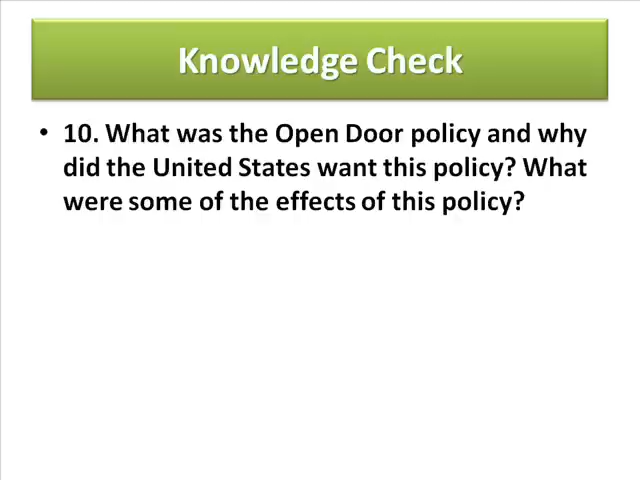 Knowledge Check
• 10. What was the Open Door policy and why
did the United States want this policy? What
were some of the effects of this policy?